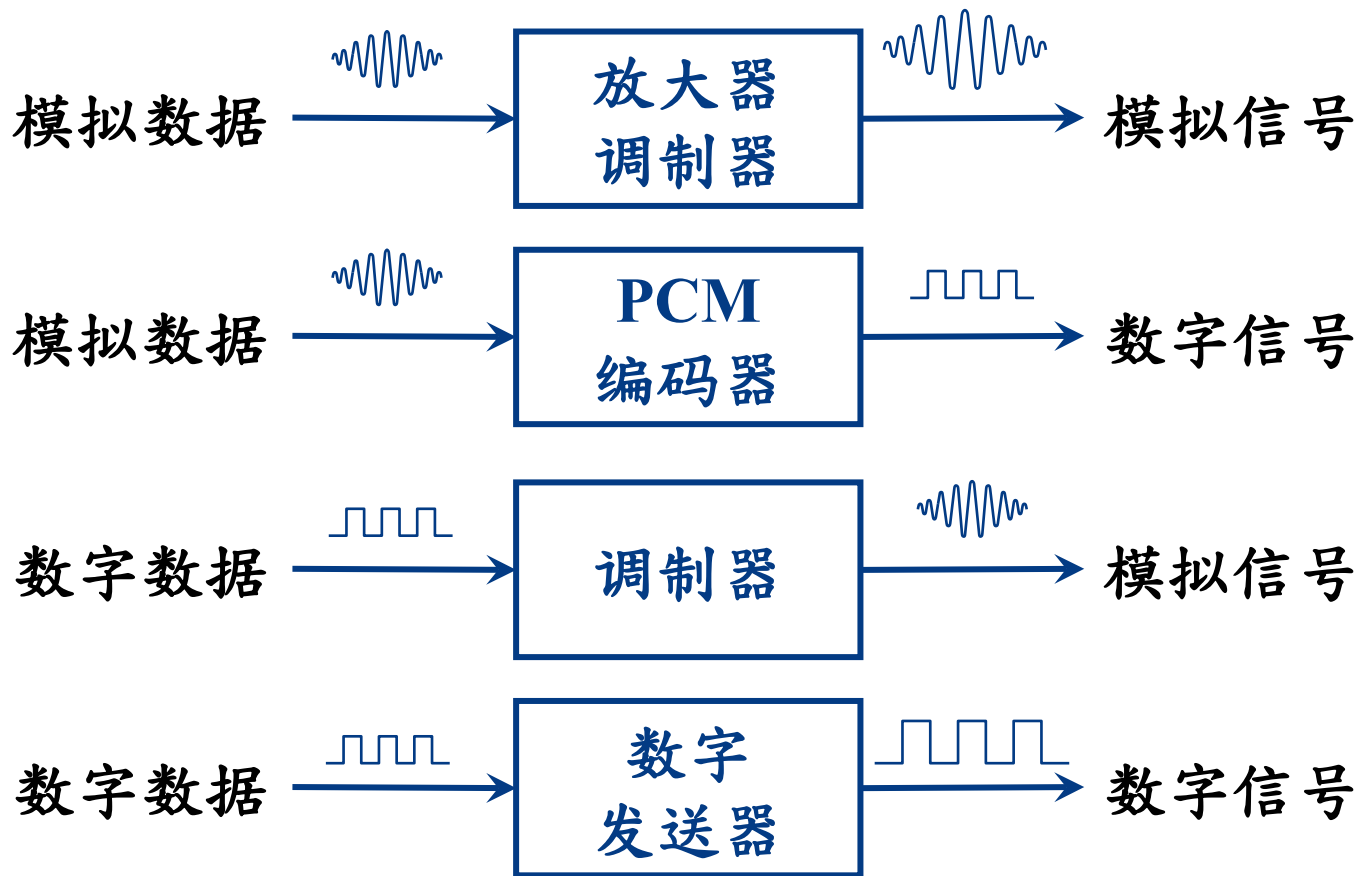 模拟数据
放大器
调制器
模拟信号
模拟数据
PCM
编码器
数字信号
数字数据
调制器
模拟信号
数字数据
数字
发送器
数字信号